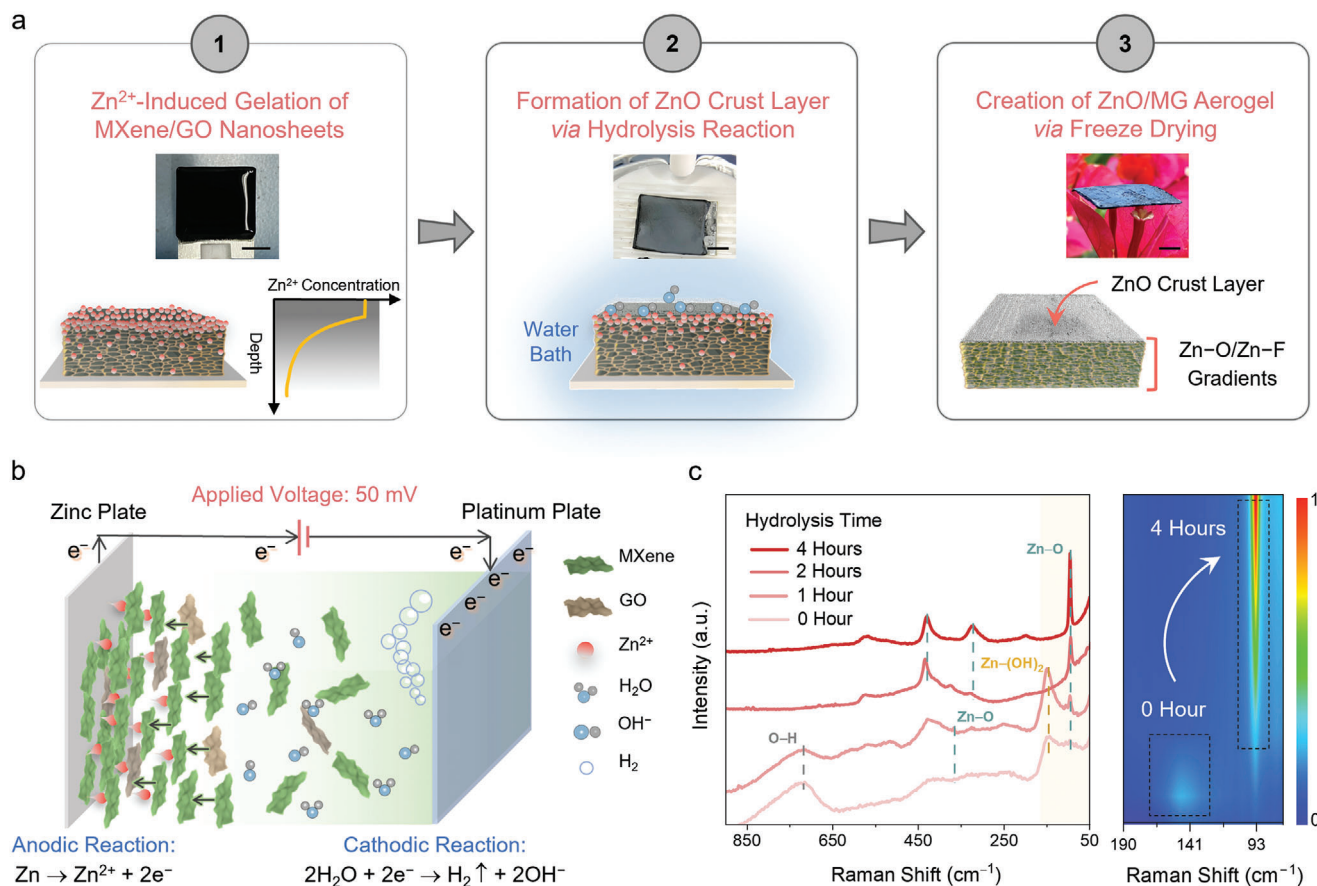 a
1
Zn²⁺-Induced Gelation of
MXene/GO Nanosheets
Zn²⁺ Concentration
Depth
2
Formation of ZnO Crust Layer
via Hydrolysis Reaction
Water
Bath
3
Creation of ZnO/MG Aerogel
via Freeze Drying
ZnO Crust Layer
Zn−O/Zn−F
Gradients
b
Applied Voltage: 50 mV
Zinc Plate
Platinum Plate
e⁻
e⁻
e⁻
e⁻
e⁻
e⁻
e⁻
e⁻
MXene
GO
Zn²⁺
H₂O
OH⁻
H₂
Anodic Reaction:
Zn → Zn²⁺ + 2e⁻
Cathodic Reaction:
2H₂O + 2e⁻ → H₂↑ + 2OH⁻
c
Hydrolysis Time
4 Hours
2 Hours
1 Hour
0 Hour
Zn−O
Zn−(OH)₂
Zn−O
O−H
Intensity (a.u.)
850 650 450 250 50
Raman Shift (cm⁻¹)
4 Hours
0 Hour
190 141 93
Raman Shift (cm⁻¹)
1
0